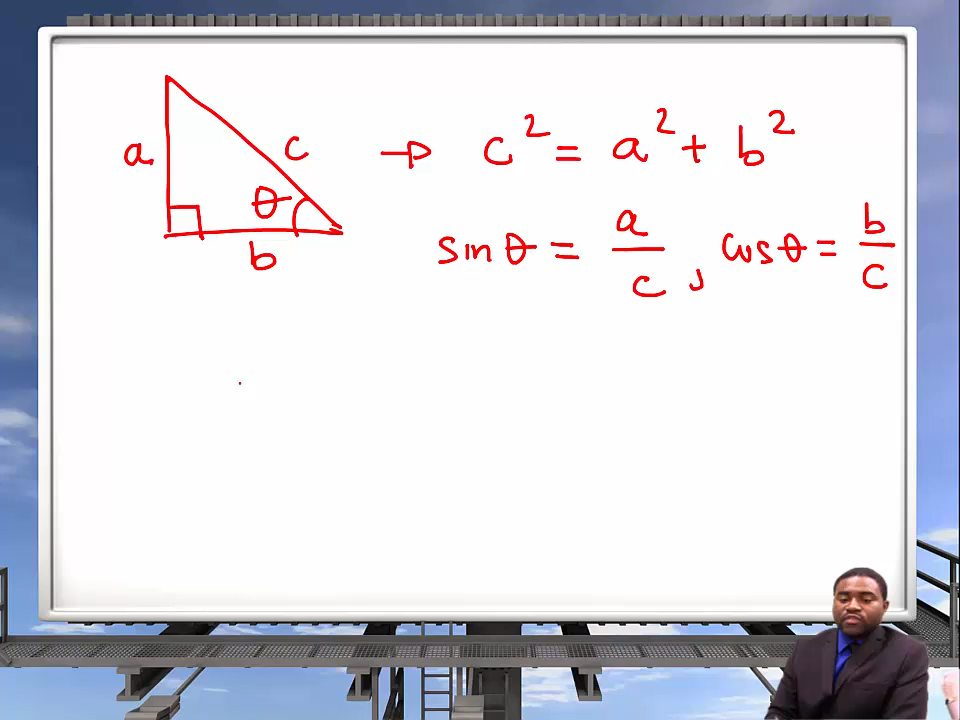 a
c
θ
b
→ c² = a² + b²
sin θ = a/c, cos θ = b/c